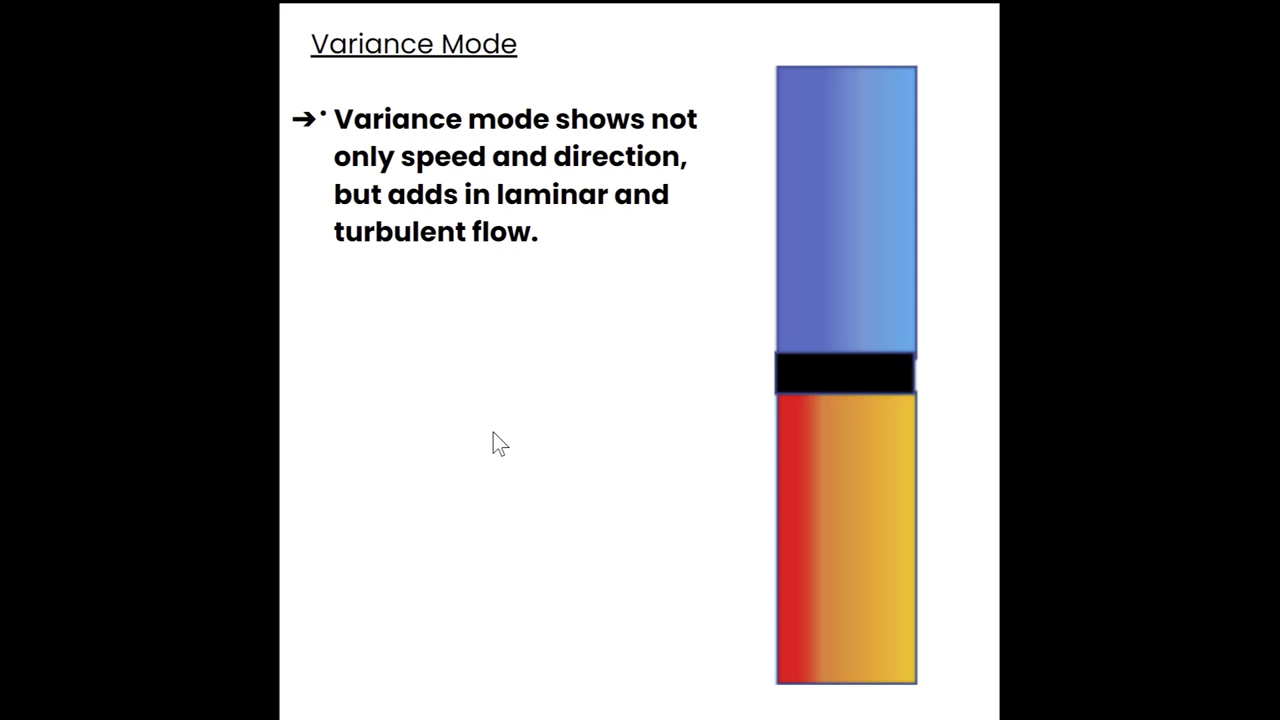 Variance Mode
➔• Variance mode shows not
only speed and direction,
but adds in laminar and
turbulent flow.